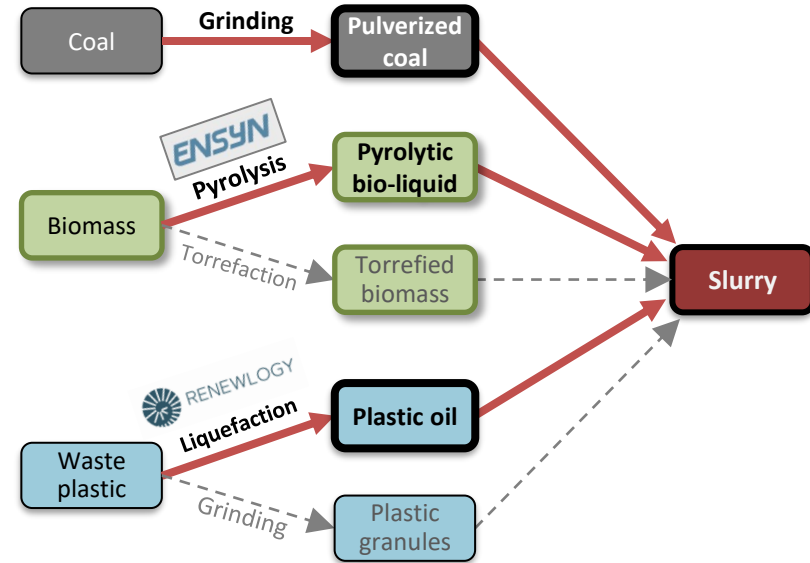 Coal
Grinding
Pulverized
coal
ENSYN
Pyrolysis
Pyrolytic
bio-liquid
Biomass
Torrefaction
Torrefied
biomass
Slurry
RENEWLOGY
Liquefaction
Plastic oil
Waste
plastic
Grinding
Plastic
granules